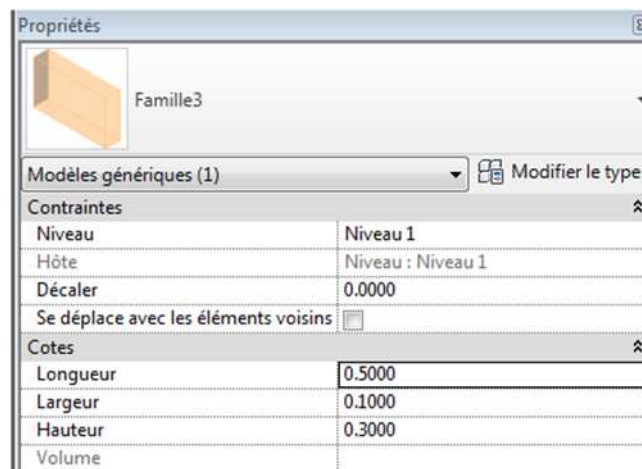 Propriétés
Famille3
Modèles génériques (1) Modifier le type
Contraintes
Niveau Niveau 1
Hôte Niveau : Niveau 1
Décaler 0.0000
Se déplace avec les éléments voisins
Cotes
Longueur 0.5000
Largeur 0.1000
Hauteur 0.3000
Volume